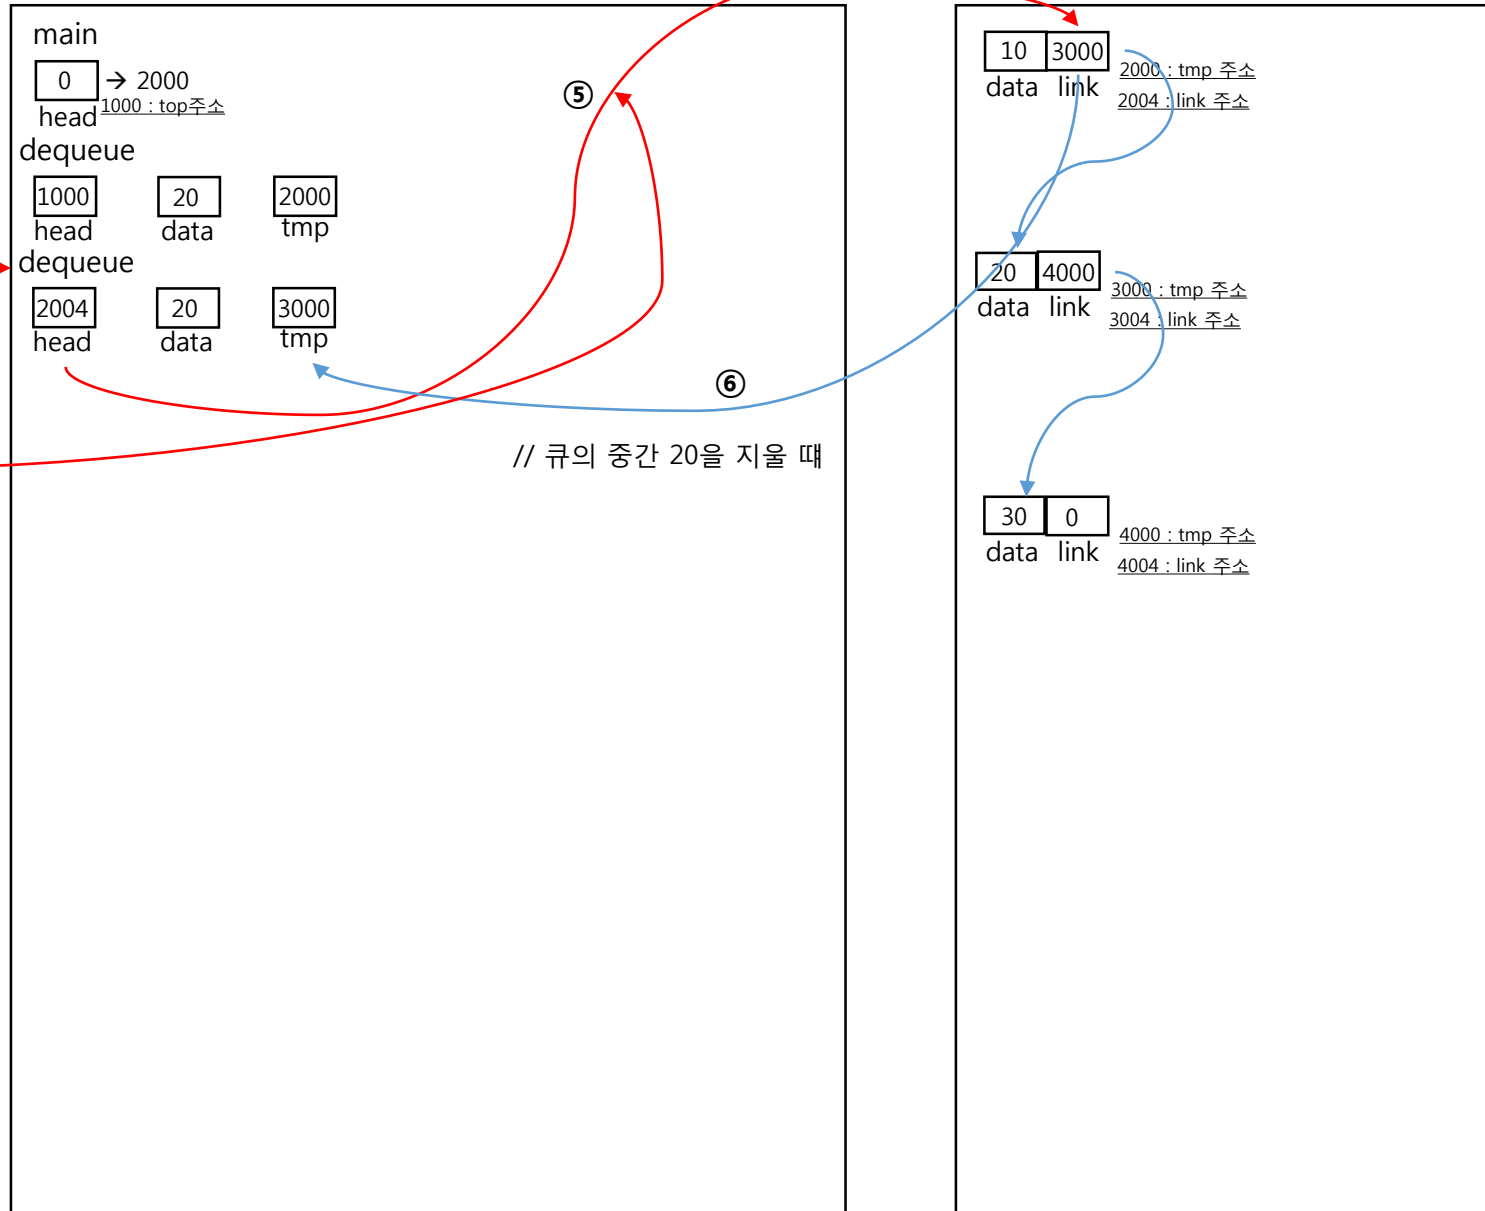 main
0 → 2000
1000 : top주소
head
dequeue
1000 20 2000
head data tmp
dequeue
2004 20 3000
head data tmp
⑤
⑥
// 큐의 중간 20을 지울 떄
10 3000
data link
2000 : tmp 주소
2004 : link 주소
20 4000
data link
3000 : tmp 주소
3004 : link 주소
30 0
data link
4000 : tmp 주소
4004 : link 주소